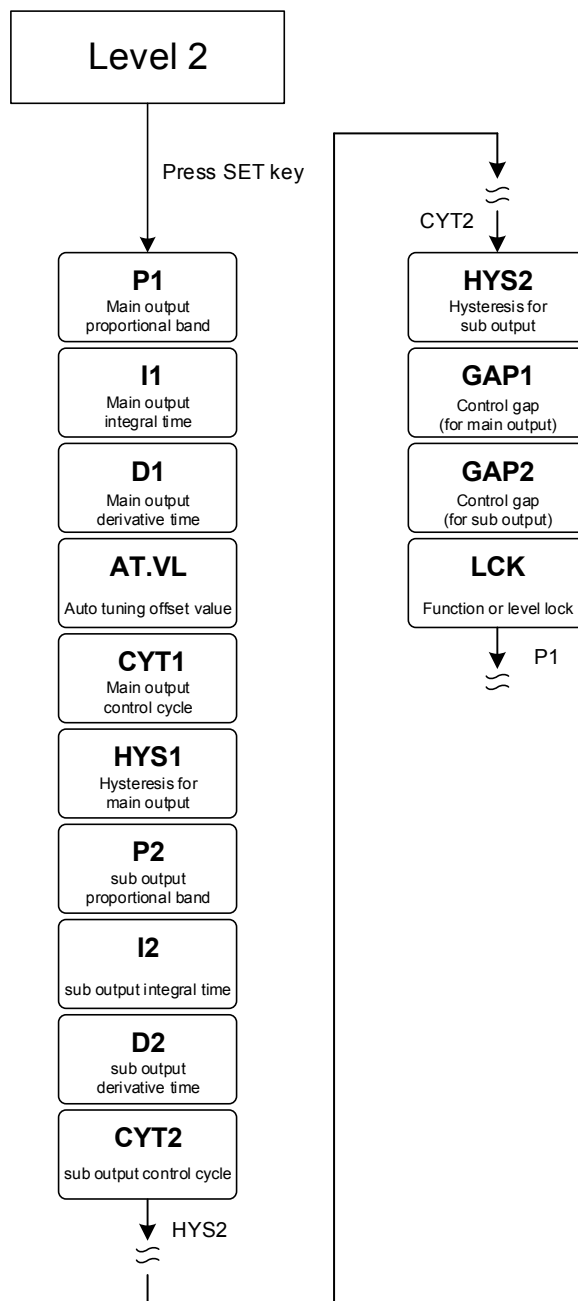 Level 2
Press SET key
P1
Main output
proportional band
I1
Main output
integral time
D1
Main output
derivative time
AT.VL
Auto tuning offset value
CYT1
Main output
control cycle
HYS1
Hysteresis for
main output
P2
sub output
proportional band
I2
sub output integral time
D2
sub output
derivative time
CYT2
sub output control cycle
HYS2
CYT2
HYS2
Hysteresis for
sub output
GAP1
Control gap
(for main output)
GAP2
Control gap
(for sub output)
LCK
Function or level lock
P1